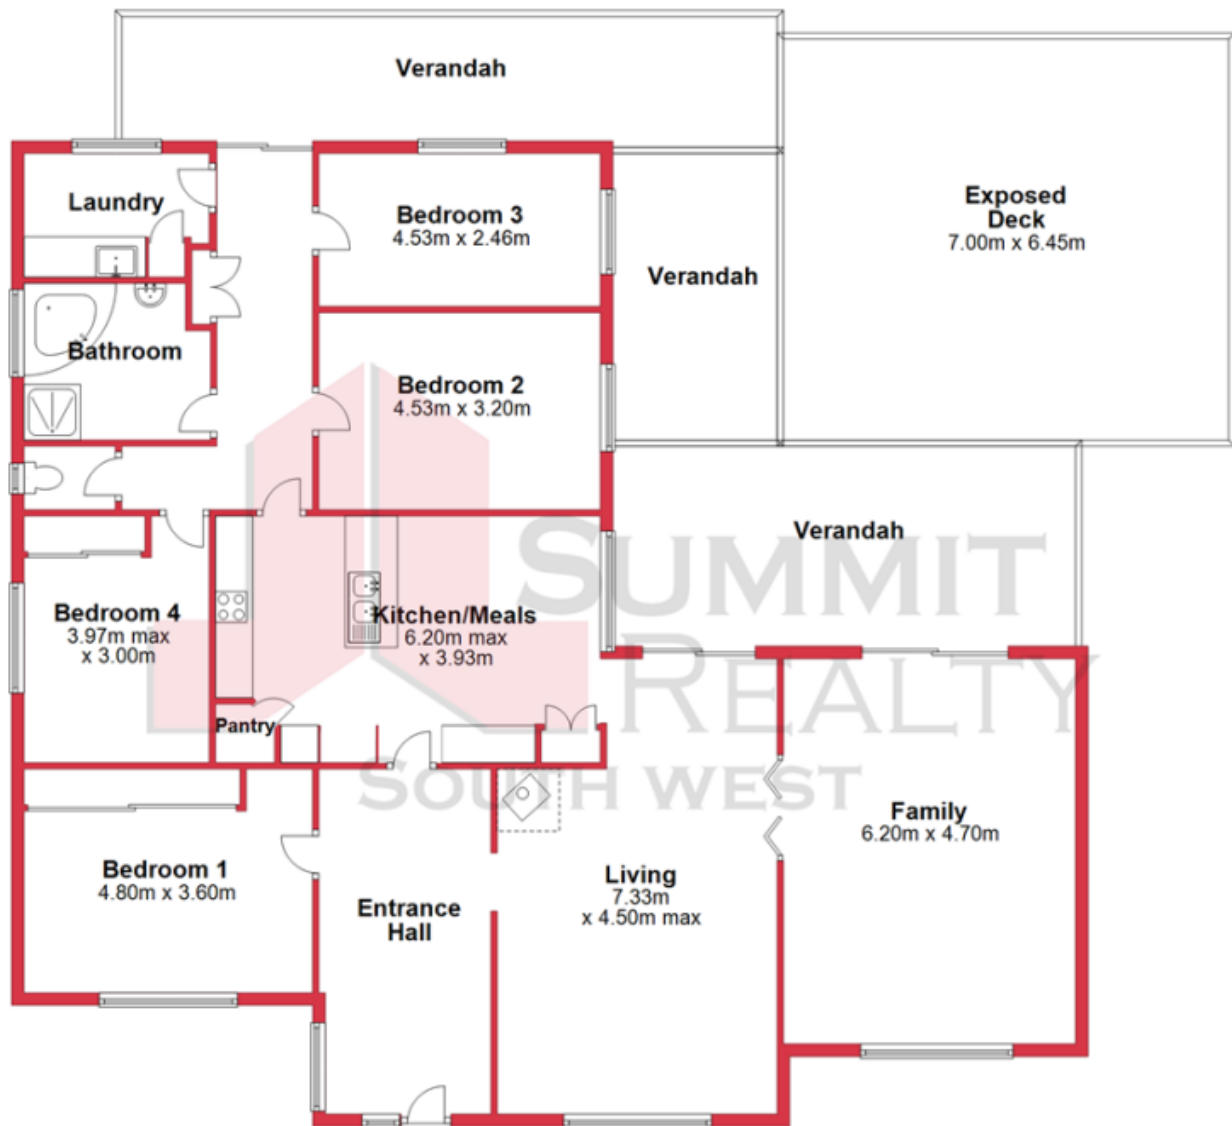 Verandah
Laundry
Bedroom 3
4.53m x 2.46m
Exposed
Deck
7.00m x 6.45m
Verandah
Bathroom
Bedroom 2
4.53m x 3.20m
Verandah
Bedroom 4
3.97m max
x 3.00m
Kitchen/Meals
6.20m max
x 3.93m
Pantry
SUMMIT
REALTY
SOUTH WEST
Bedroom 1
4.80m x 3.60m
Entrance
Hall
Living
7.33m
x 4.50m max
Family
6.20m x 4.70m